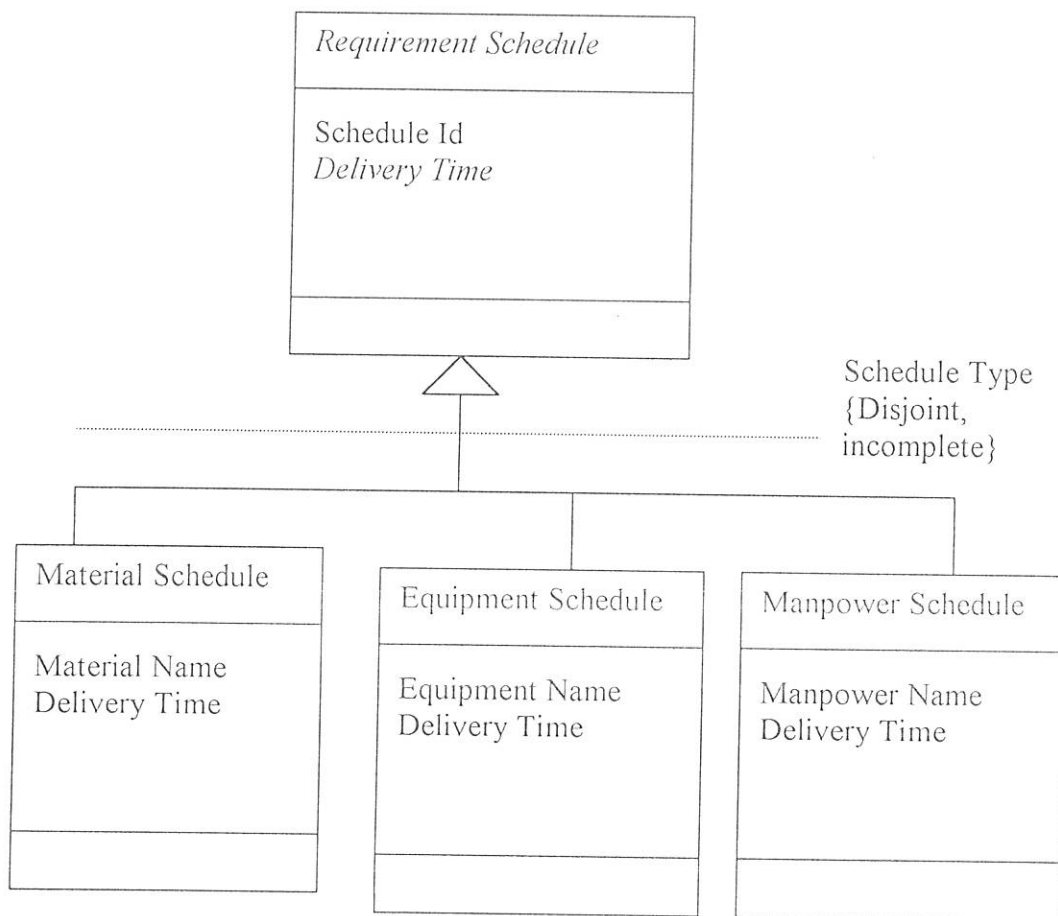 Requirement Schedule
Schedule Id
Delivery Time
Schedule Type
{Disjoint,
incomplete}
Material Schedule
Material Name
Delivery Time
Equipment Schedule
Equipment Name
Delivery Time
Manpower Schedule
Manpower Name
Delivery Time